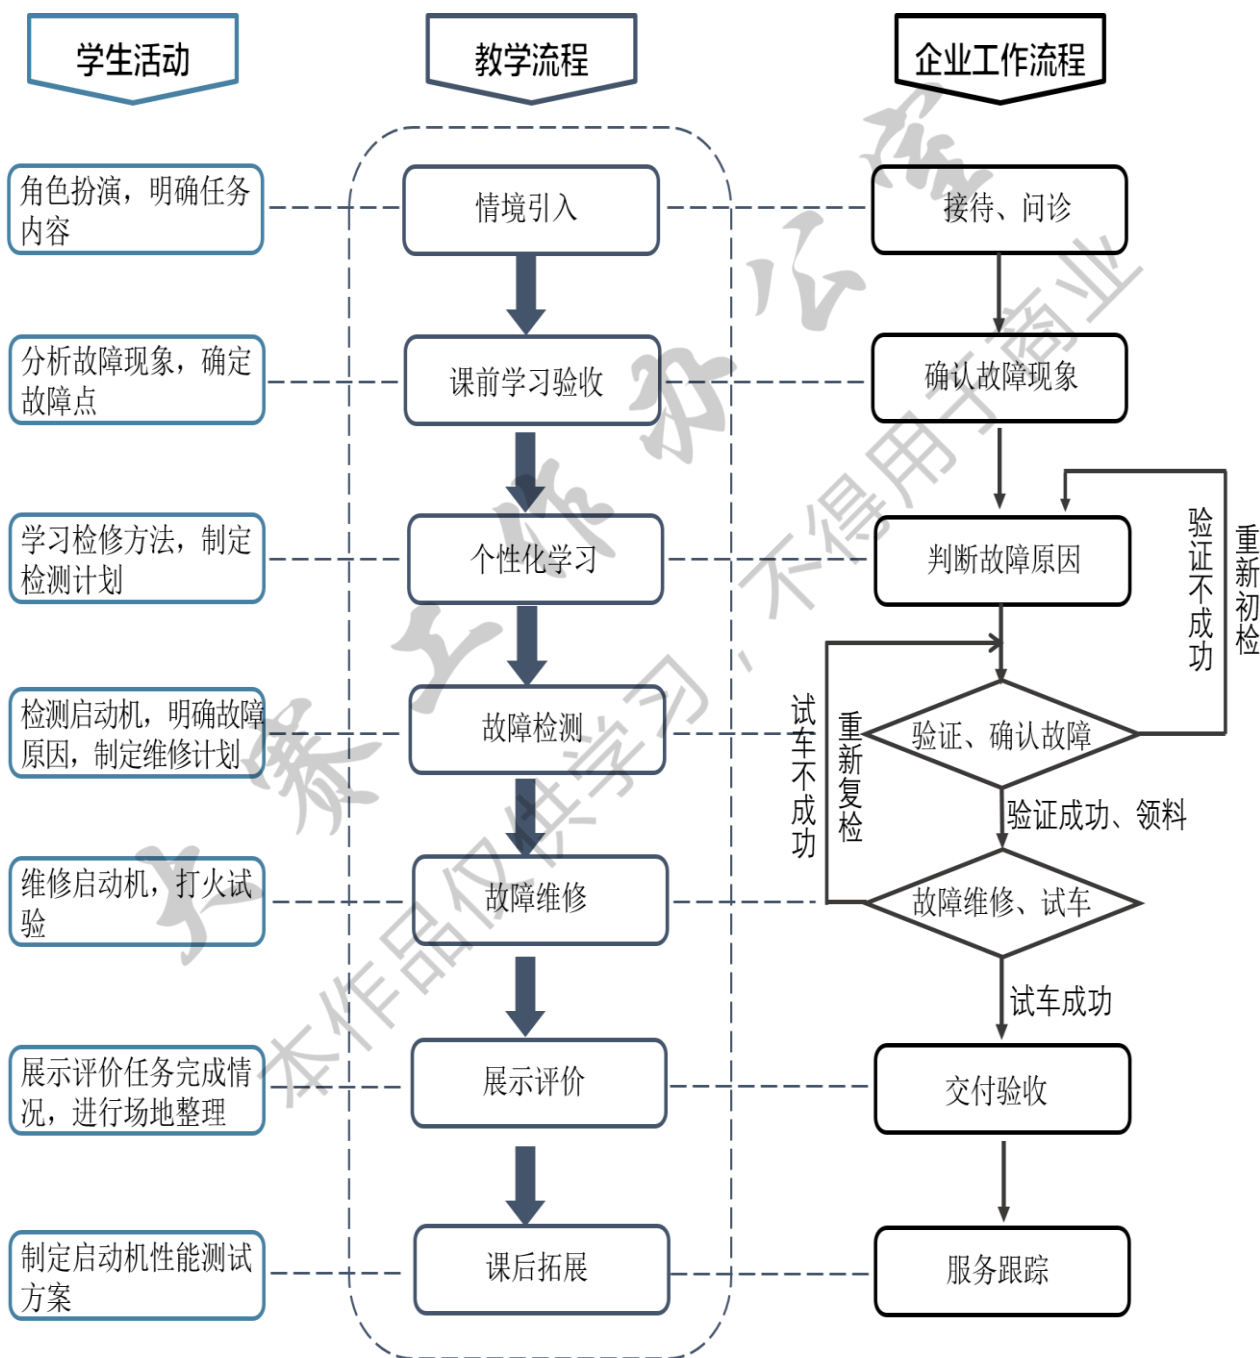 学生活动
教学流程
企业工作流程
角色扮演，明确任务
内容
情境引入
接待、问诊
分析故障现象，确定
故障点
课前学习验收
确认故障现象
学习检修方法，制定
检测计划
个性化学习
判断故障原因
验证不成功
重新初检
检测启动机，明确故障
原因，制定维修计划
故障检测
试车不成功
重新复检
验证、确认故障
验证成功、领料
维修启动机，打火试
验
故障维修
故障维修、试车
试车成功
展示评价任务完成情
况，进行场地整理
展示评价
交付验收
制定启动机性能测试
方案
课后拓展
服务跟踪
大赛工作办公室
本作品仅供学习，不得用于商业